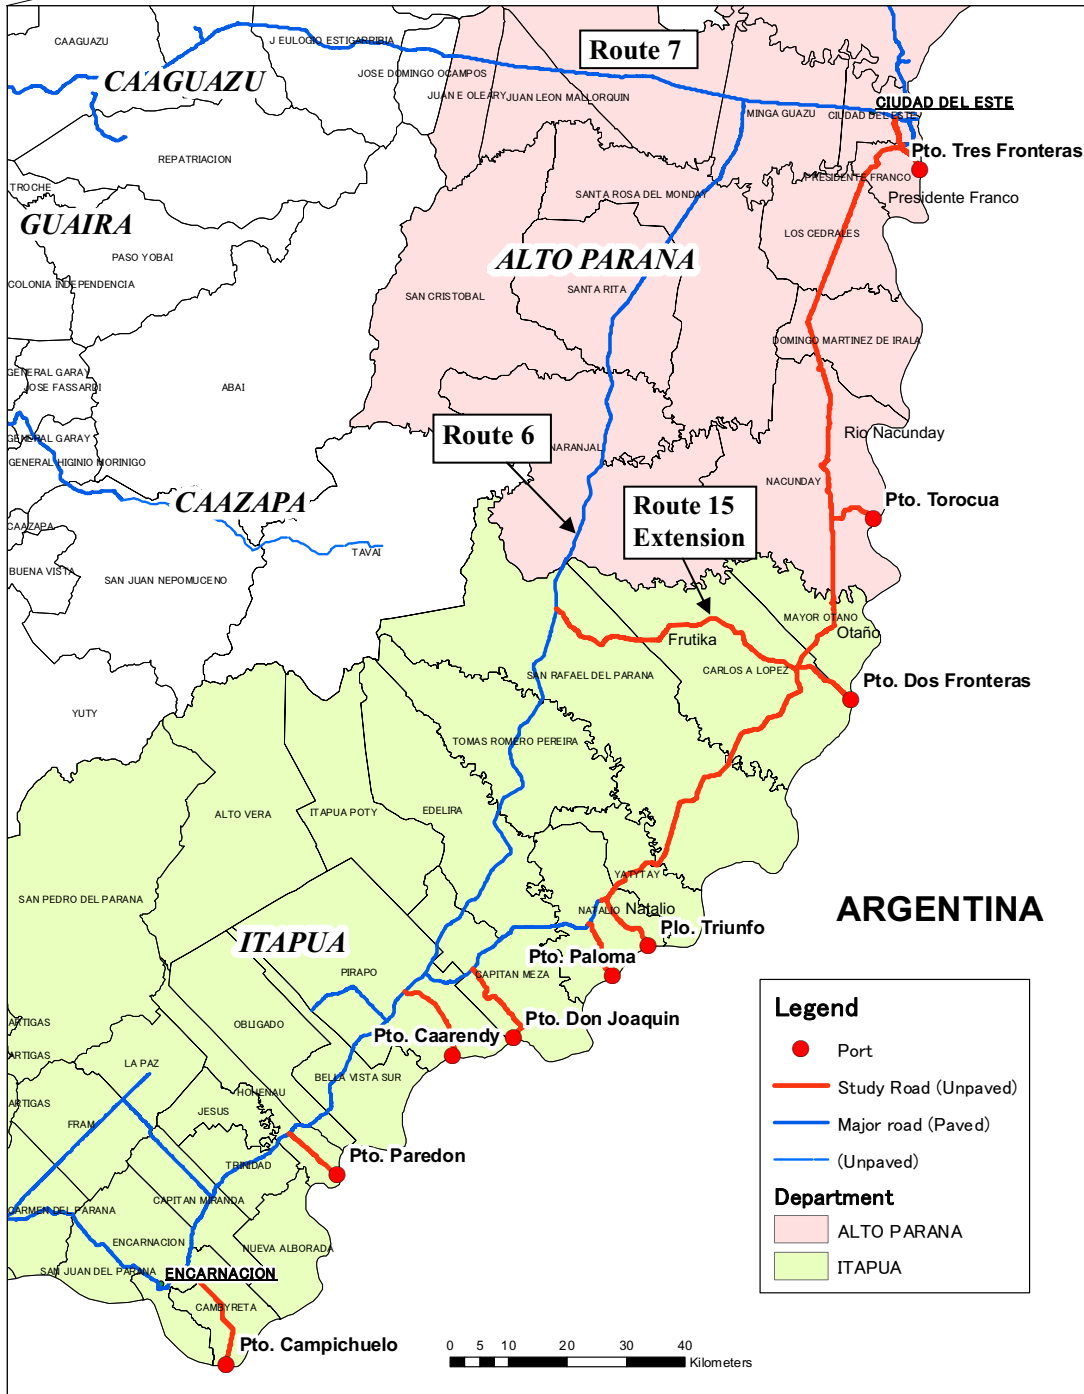 CAAGUAZU
J EULOGIO ESTIGARRIBIA
Route 7
CAAGUAZU
JOSE DOMINGO OCAMPOS
JUAN E OLEARY
JUAN LEON MALLORQUIN
CIUDAD DEL ESTE
MINGA GUAZU
CIUDAD DEL ESTE
REPATRIACION
Pto. Tres Fronteras
PRESIDENTE FRANCO
TROCHE
SANTA ROSA DEL MONDAY
Presidente Franco
GUAIRA
LOS CEDRALES
PASO YOBAI
ALTO PARANA
COLONIA INDEPENDENCIA
SAN CRISTOBAL
SANTA RITA
DOMINGO MARTINEZ DE IRALA
GENERAL GARAY
JOSE FASSARDI
ABAI
Rio Nacunday
GENERAL GARAY
Route 6
NARANJAL
GENERAL HIGINIO MORINIGO
NACUNDAY
CAAZAPA
Route 15
Extension
Pto. Torocua
CAAZAPA
TAVAI
BUENA VISTA
SAN JUAN NEPOMUCENO
MAYOR OTANO
Otaño
Frutika
CARLOS A LOPEZ
SAN RAFAEL DEL PARANA
Pto. Dos Fronteras
YUTY
TOMAS ROMERO PEREIRA
ALTO VERA
ITAPUA POTY
EDELIRA
YATYTAY
SAN PEDRO DEL PARANA
NATALIO
Natalio
ARGENTINA
Plo. Triunfo
ITAPUA
Pto. Paloma
PIRAPO
CAPITAN MEZA
Legend
Port
Study Road (Unpaved)
Major road (Paved)
(Unpaved)
Department
ALTO PARANA
ITAPUA
ARTIGAS
OBLIGADO
Pto. Don Joaquin
Pto. Caarendy
ARTIGAS
LA PAZ
BELLA VISTA SUR
HOHENAU
ARTIGAS
JESUS
FRAM
Pto. Paredon
TRINIDAD
CAPITAN MIRANDA
CARMEN DEL PARANA
ENCARNACION
NUEVA ALBORADA
SAN JUAN DEL PARANA
ENCARNACION
CAMBYRETA
Pto. Campichuelo
0 5 10 20 30 40
Kilometers